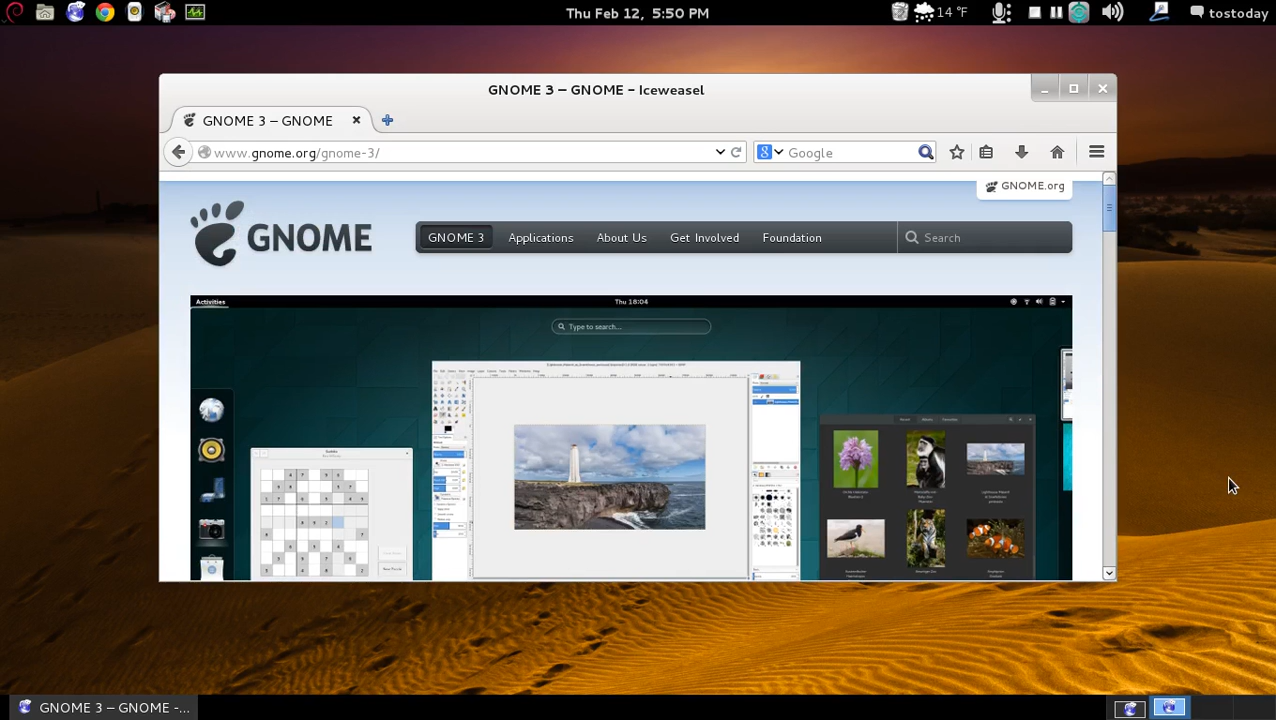 Thu Feb 12, 5:50 PM
14 °F
tostoday
GNOME 3 – GNOME - Iceweasel
GNOME 3 – GNOME
www.gnome.org/gnome-3/
Google
GNOME.org
GNOME
GNOME 3
Applications
About Us
Get Involved
Foundation
Search
Activities
Thu 18:04
Type to search...
GNOME 3 – GNOME -...